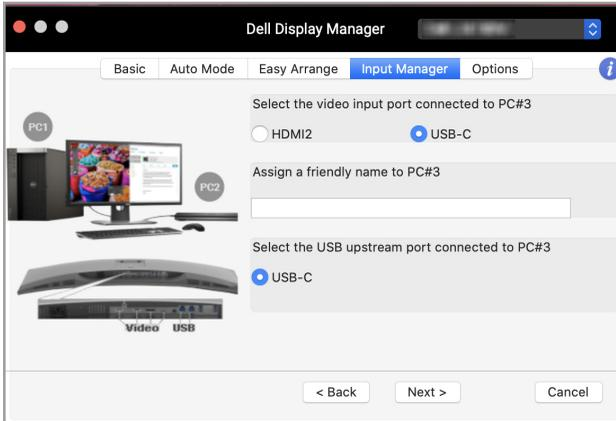 Dell Display Manager
Basic
Auto Mode
Easy Arrange
Input Manager
Options
i
Select the video input port connected to PC#3
HDMI2
USB-C
Assign a friendly name to PC#3
Select the USB upstream port connected to PC#3
USB-C
PC1
PC2
Video
USB
< Back
Next >
Cancel